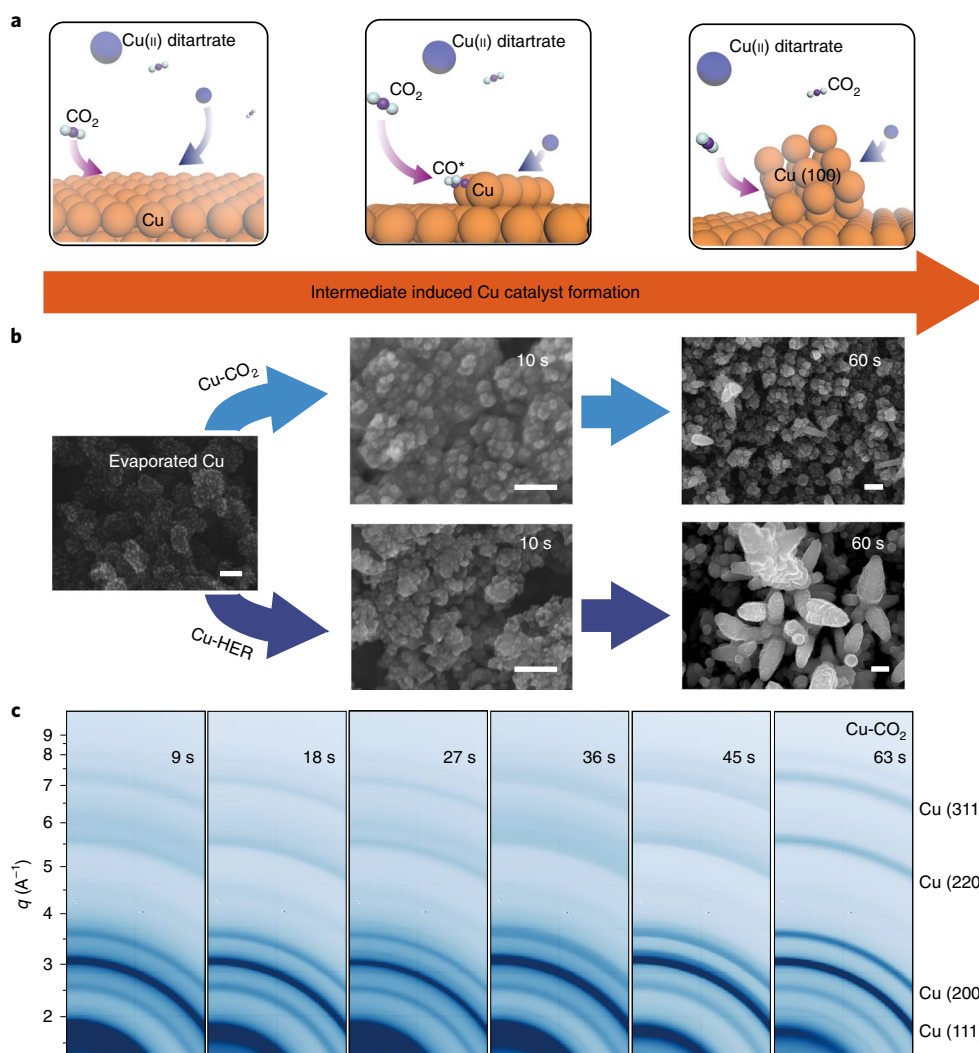 a
Cu(II) ditartrate
CO2
Cu
Cu(II) ditartrate
CO2
CO*
Cu
Cu(II) ditartrate
CO2
Cu (100)
Intermediate induced Cu catalyst formation
b
Cu-CO2
10 s
60 s
Evaporated Cu
Cu-HER
10 s
60 s
c
Cu-CO2
9 s
18 s
27 s
36 s
45 s
63 s
9
8
7
6
5
4
3
2
q (A−1)
Cu (311
Cu (220
Cu (200
Cu (111